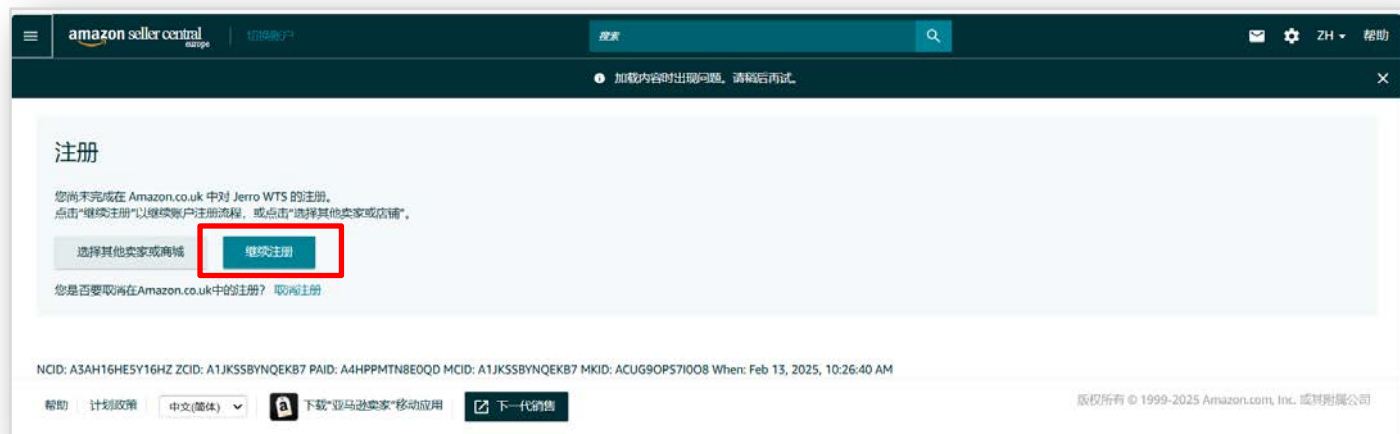 amazon seller central
europe
切换账户
搜索
ZH
帮助
加载内容时出现问题。请稍后再试。
注册
您尚未完成在 Amazon.co.uk 中对 Jerro WTS 的注册。
点击“继续注册”以继续账户注册流程，或点击“选择其他卖家或店铺”。
选择其他卖家或商城
继续注册
您是否要取消在Amazon.co.uk中的注册？ 取消注册
NCID: A3AH16HE5Y16HZ ZCID: A1JKSSBYNQEKB7 PAID: A4HPPMTN8E0QD MCID: A1JKSSBYNQEKB7 MKID: ACUG9OPS7IOO8 When: Feb 13, 2025, 10:26:40 AM
帮助
计划政策
中文(简体)
下载“亚马逊卖家”移动应用
下一代销售
版权所有 © 1999-2025 Amazon.com, Inc. 或其附属公司